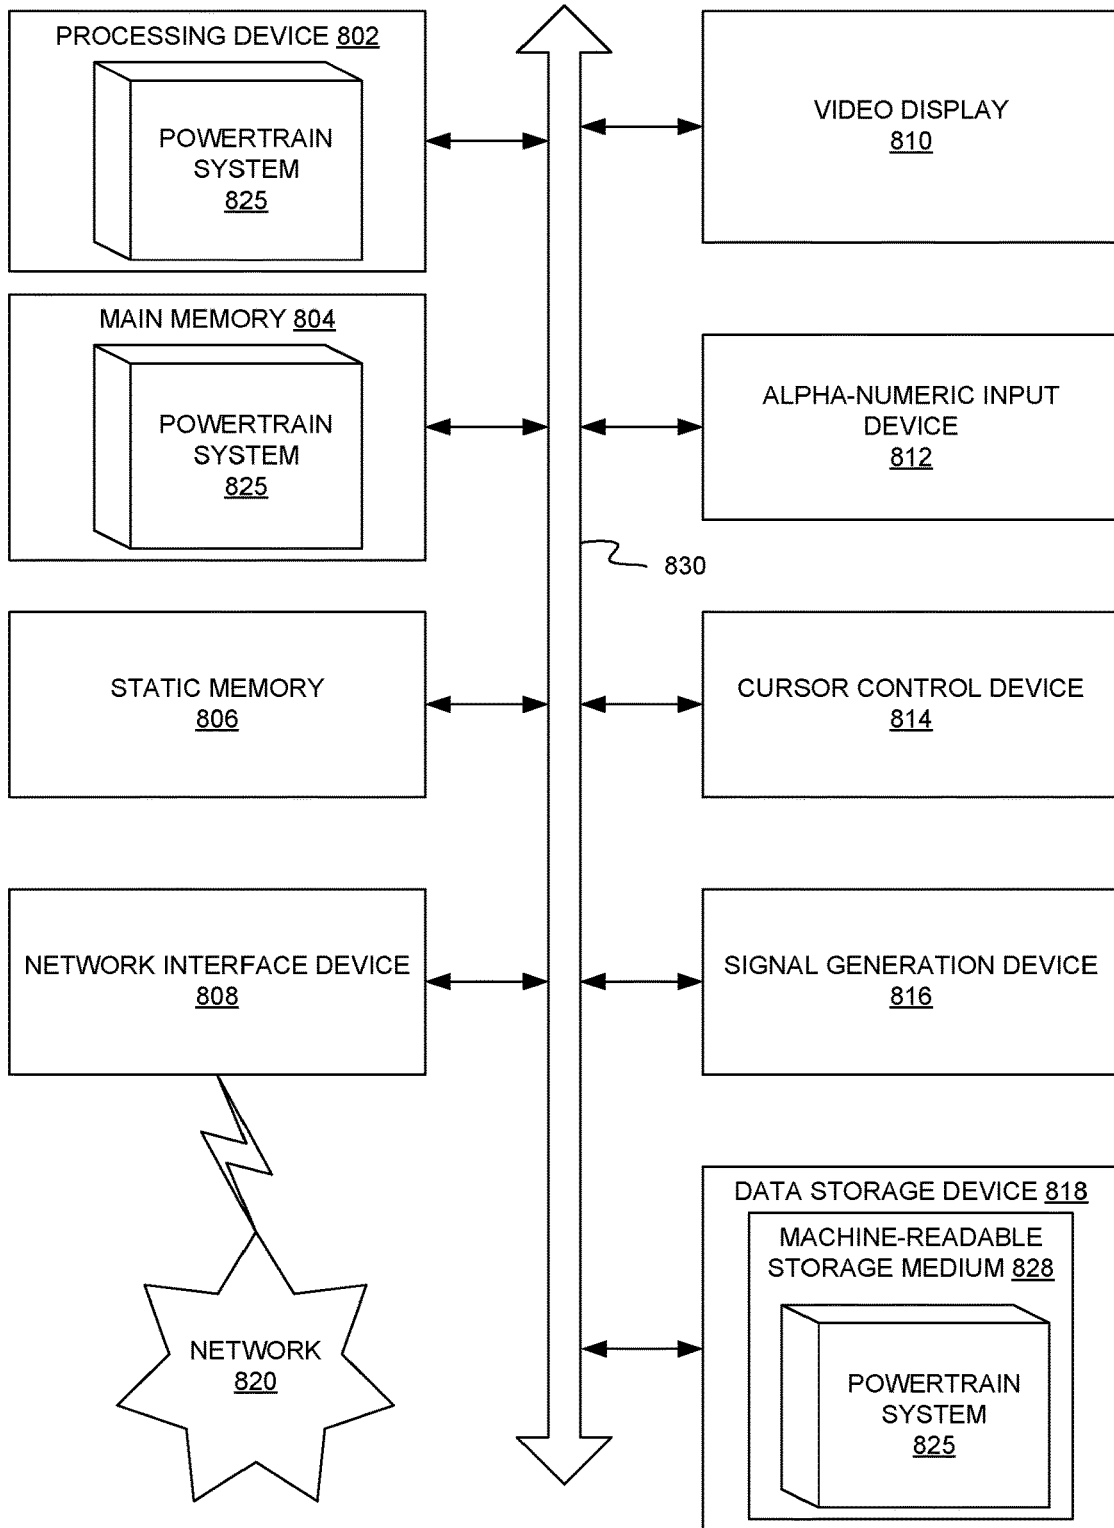 PROCESSING DEVICE 802
POWERTRAIN
SYSTEM
825
MAIN MEMORY 804
POWERTRAIN
SYSTEM
825
STATIC MEMORY
806
NETWORK INTERFACE DEVICE
808
NETWORK
820
830
VIDEO DISPLAY
810
ALPHA-NUMERIC INPUT
DEVICE
812
CURSOR CONTROL DEVICE
814
SIGNAL GENERATION DEVICE
816
DATA STORAGE DEVICE 818
MACHINE-READABLE
STORAGE MEDIUM 828
POWERTRAIN
SYSTEM
825